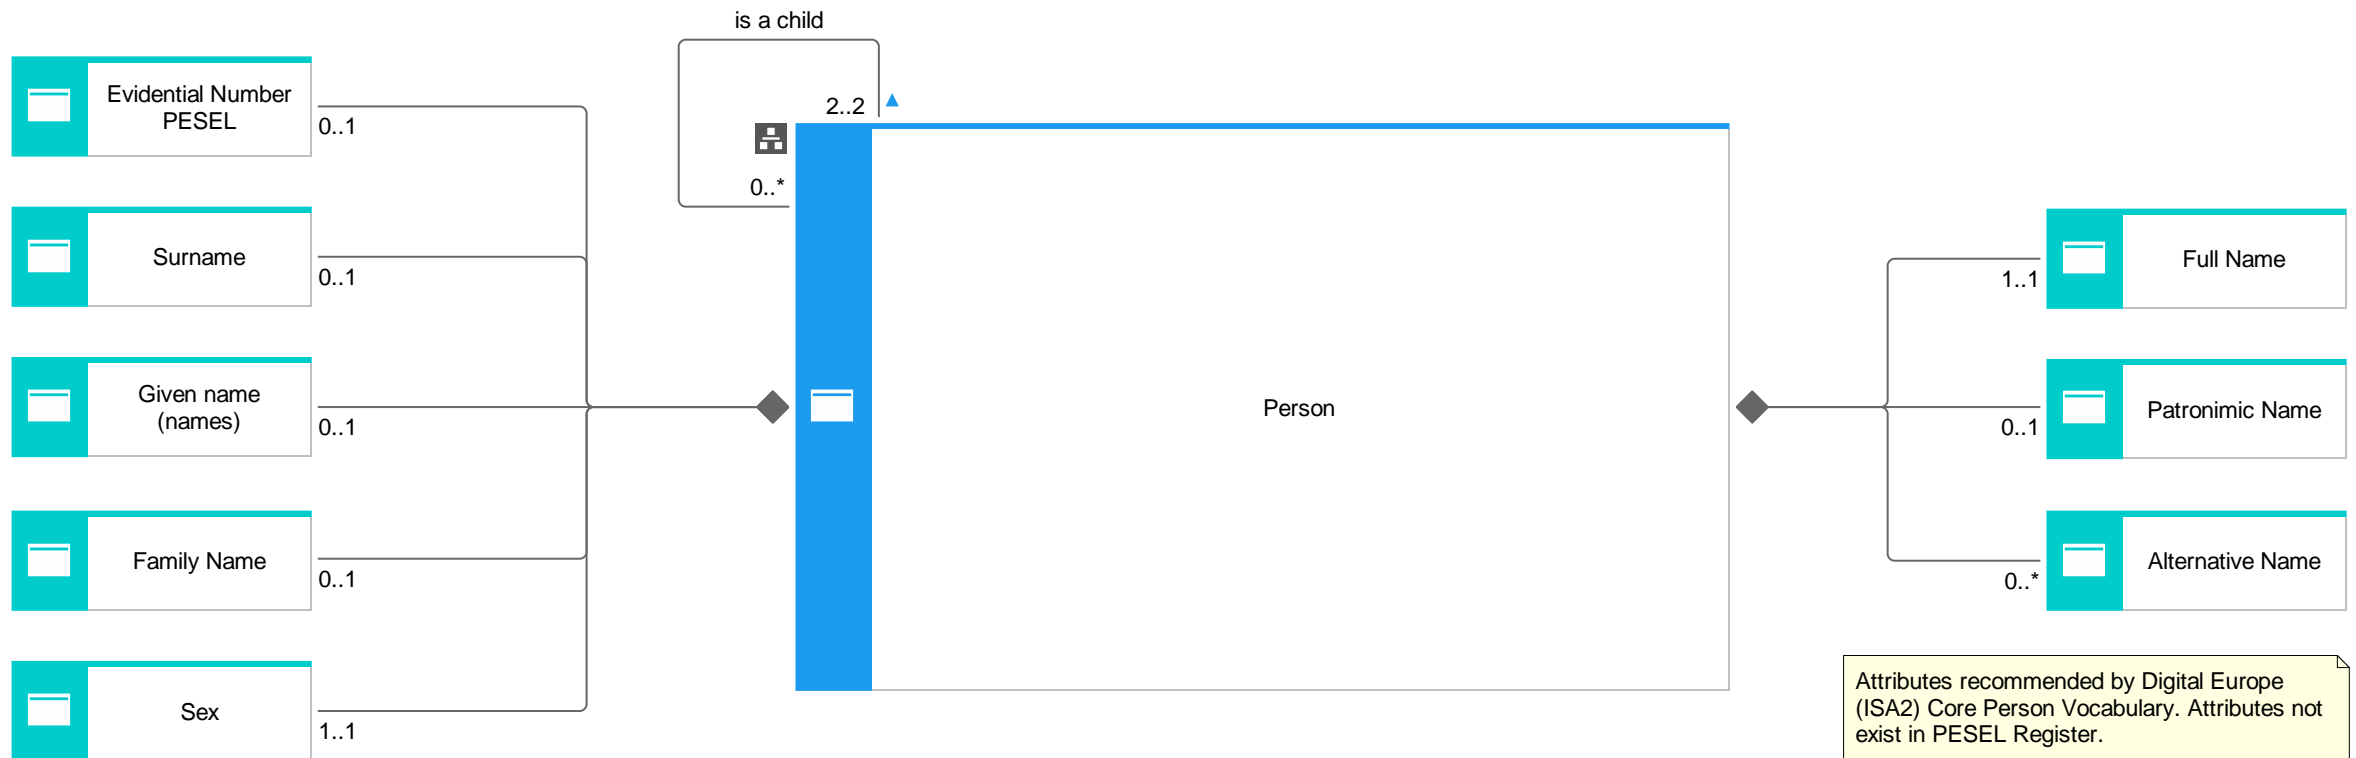 is a child
Evidential Number
PESEL
0..1
2..2
0..*
Surname
0..1
Given name
(names)
0..1
Family Name
0..1
Sex
1..1
Person
Full Name
1..1
Patronimic Name
0..1
Alternative Name
0..*
Attributes recommended by Digital Europe
(ISA2) Core Person Vocabulary. Attributes not
exist in PESEL Register.